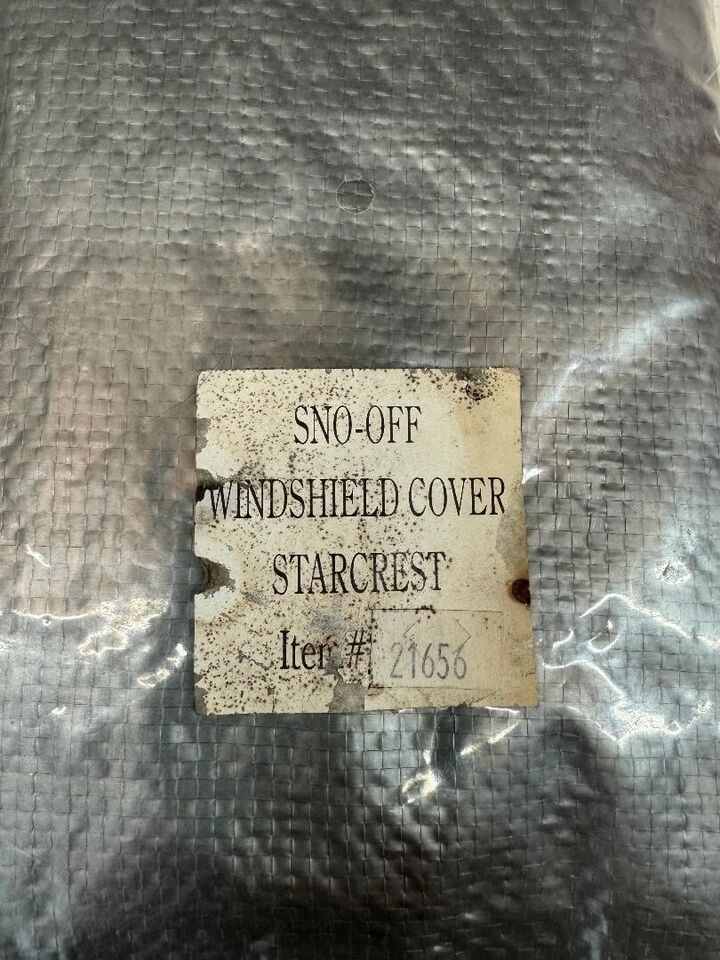 SNO-OFF
WINDSHIELD COVER
STARCREST
Item # 21656